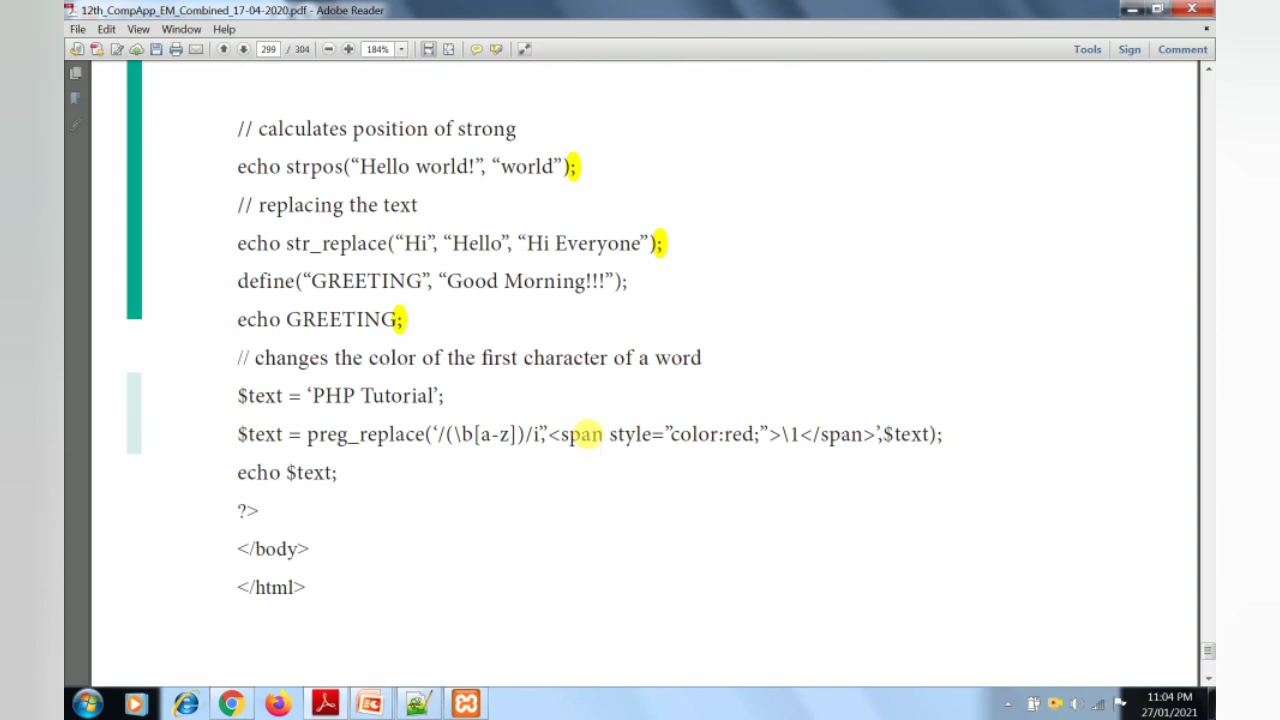 12th_CompApp_EM_Combined_17-04-2020.pdf - Adobe Reader
File Edit View Window Help
299 / 304 184% Tools Sign Comment
// calculates position of strong
echo strpos(“Hello world!”, “world”);
// replacing the text
echo str_replace(“Hi”, “Hello”, “Hi Everyone”);
define(“GREETING”, “Good Morning!!!”);
echo GREETING;
// changes the color of the first character of a word
$text = ‘PHP Tutorial’;
$text = preg_replace(‘/(\b[a-z])/i’,’<span style=”color:red;”>\1</span>’,$text);
echo $text;
?>
</body>
</html>
11:04 PM
27/01/2021